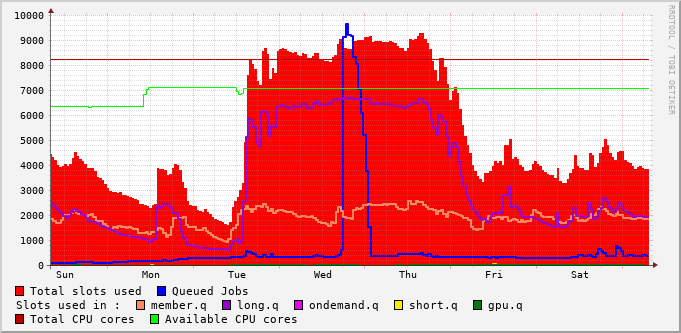 10000
9000
8000
7000
6000
5000
4000
3000
2000
1000
0
Sun Mon Tue Wed Thu Fri Sat
RRDTOOL / TOBI OETIKER
Total slots used Queued Jobs
Slots used in : member.q long.q ondemand.q short.q gpu.q
Total CPU cores Available CPU cores